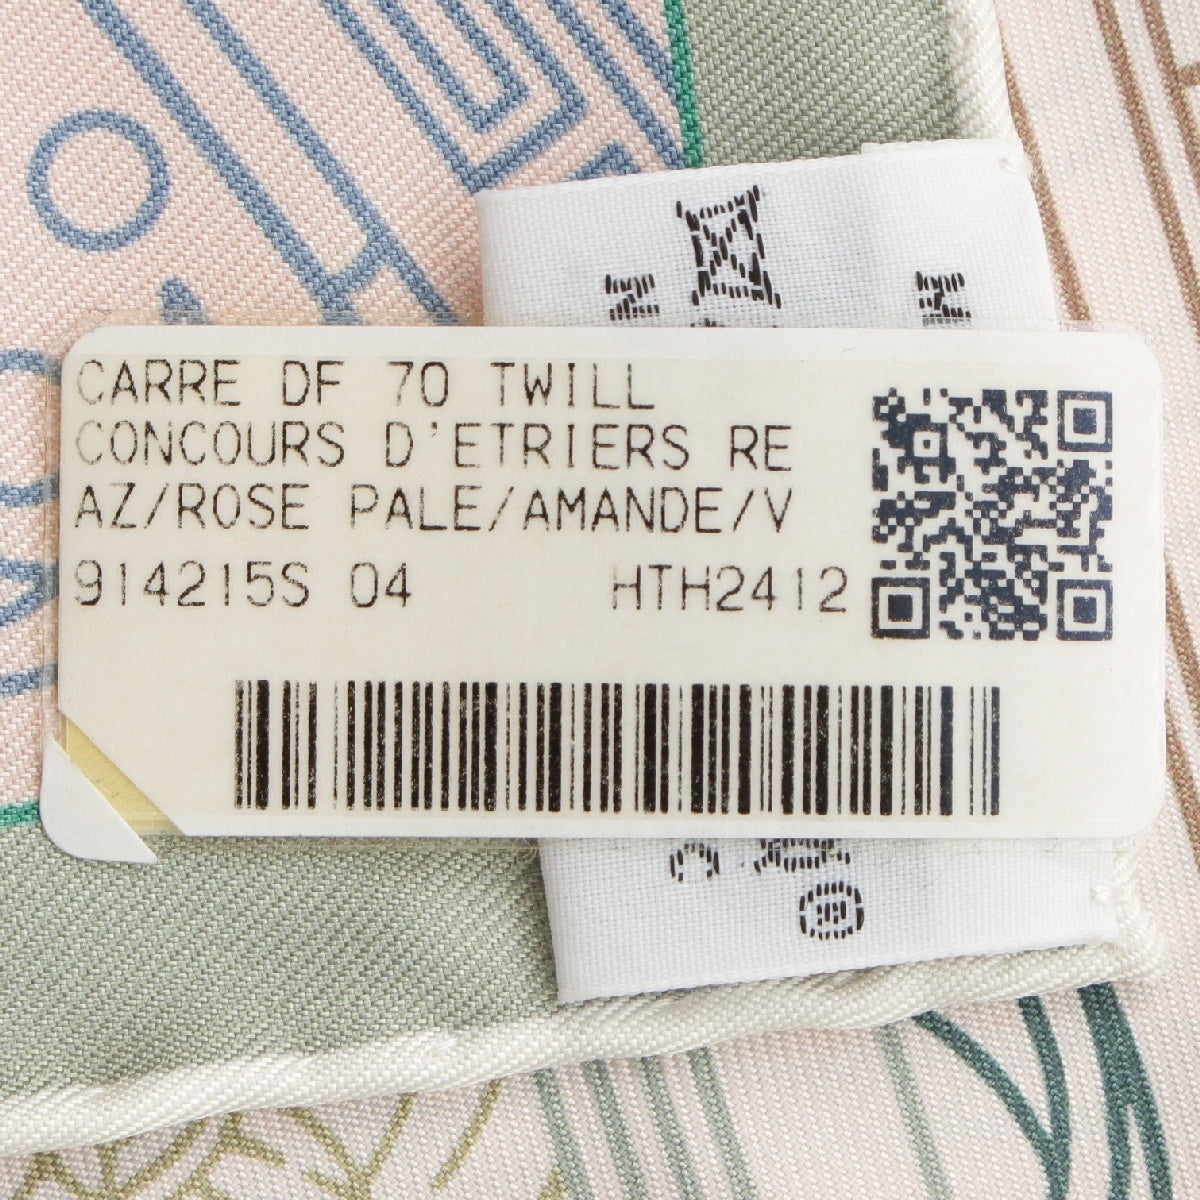 CARRE DF 70 TWILL
CONCOURS D'ETRIERS RE
AZ/ROSE PALE/AMANDE/V
914215S 04 HTH2412